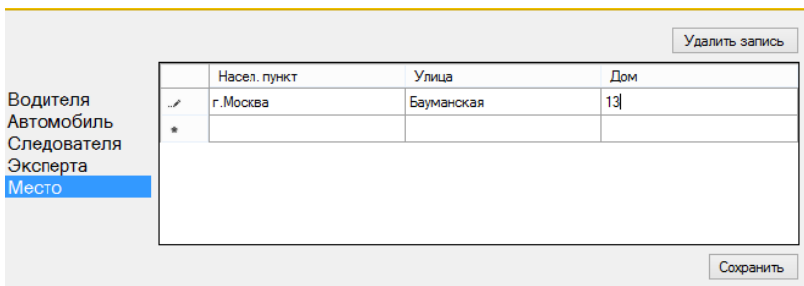 Удалить запись
Насел. пункт Улица Дом
г.Москва Бауманская 13
Водителя
Автомобиль
Следователя
Эксперта
Место
Сохранить